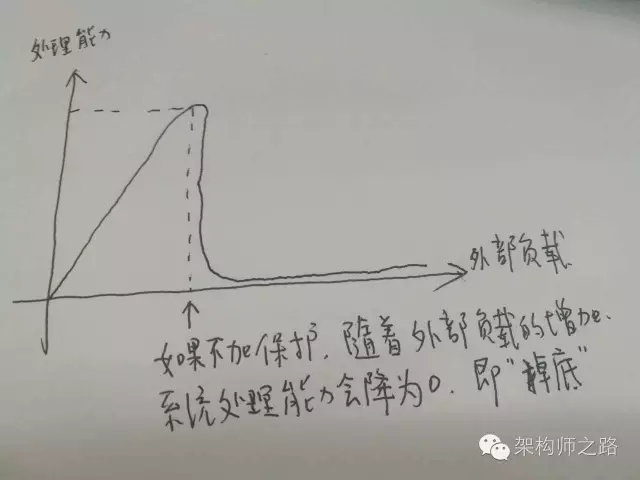 处理能力
外部负载
如果不加保护，随着外部负载的增加，
系统处理能力会降为0，即“掉底”
架构师之路